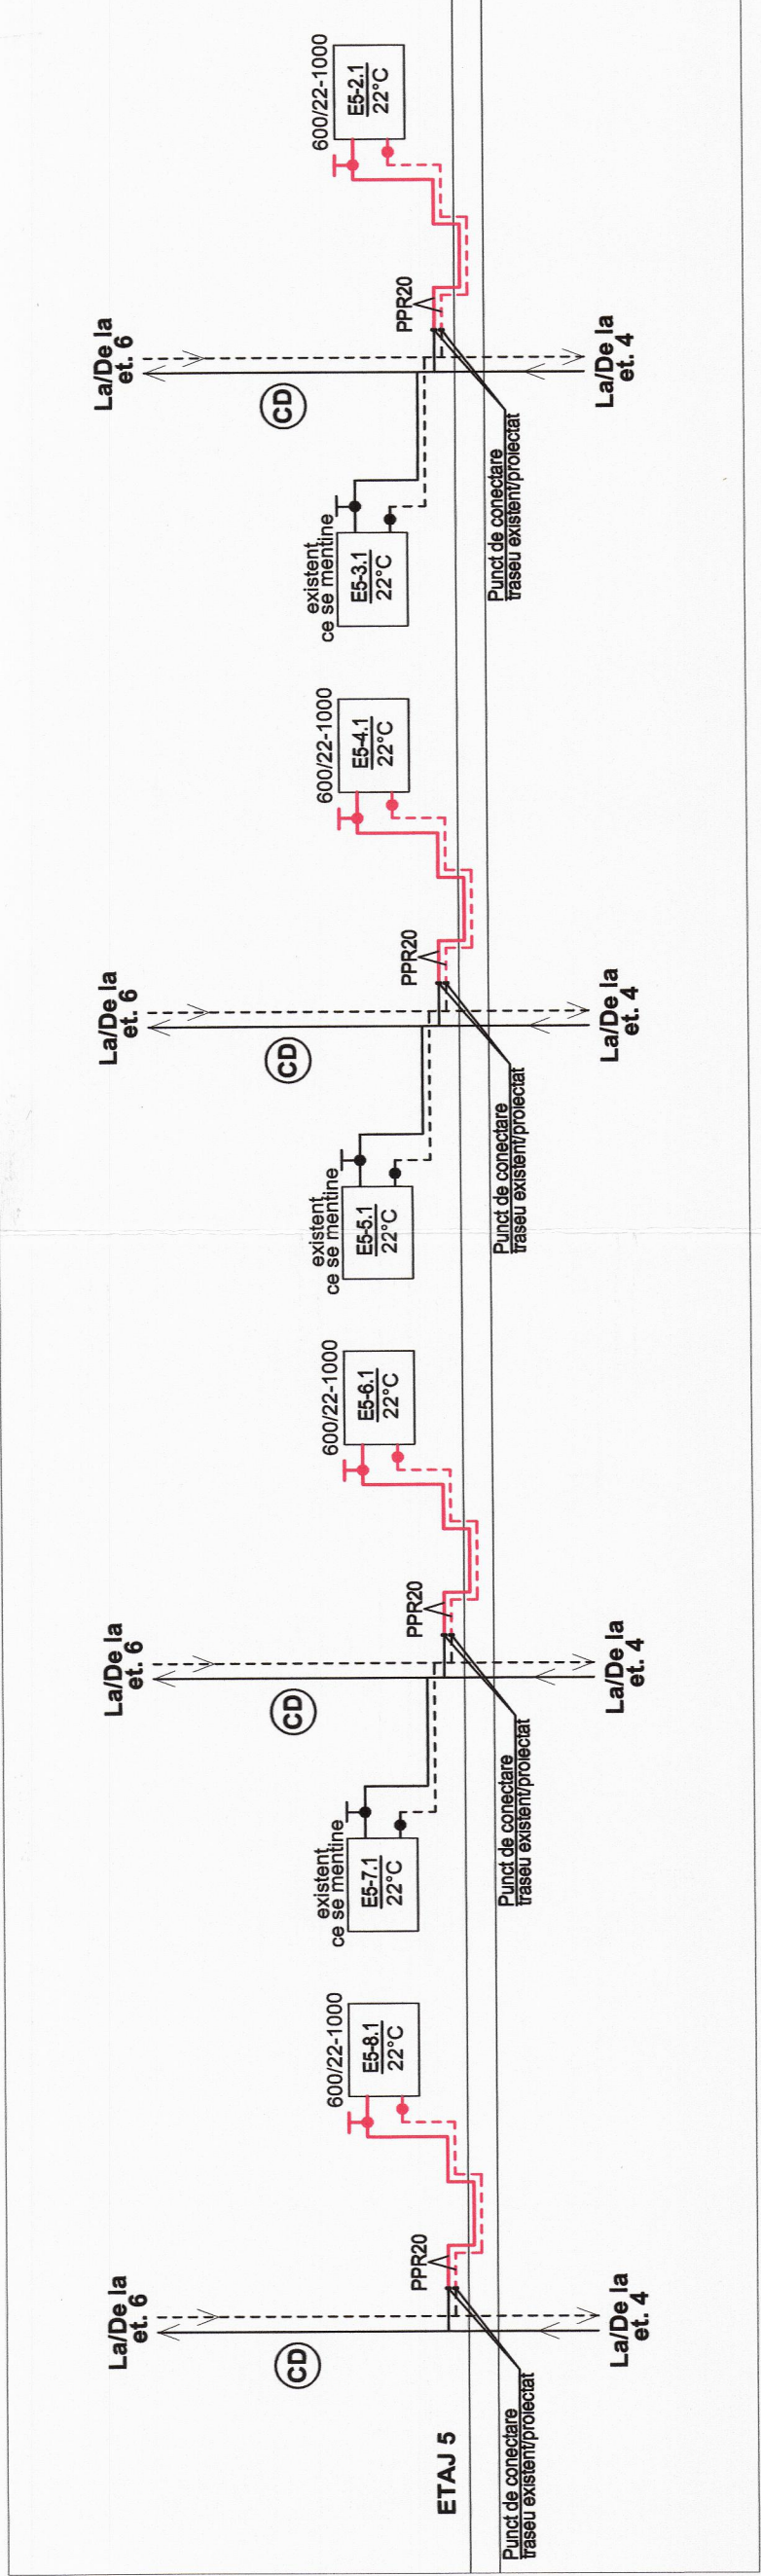 ETAJ 5
La/De la
et. 6
CD
La/De la
et. 4
Punct de conectare
traseu existent/proiectat
PPR20
600/22-1000
E5-8.1
22°C
existent
ce se mentine
E5-7.1
22°C
La/De la
et. 6
CD
La/De la
et. 4
Punct de conectare
traseu existent/proiectat
PPR20
600/22-1000
E5-6.1
22°C
existent
ce se mentine
E5-5.1
22°C
La/De la
et. 6
CD
La/De la
et. 4
Punct de conectare
traseu existent/proiectat
PPR20
600/22-1000
E5-4.1
22°C
existent
ce se mentine
E5-3.1
22°C
La/De la
et. 6
CD
La/De la
et. 4
Punct de conectare
traseu existent/proiectat
PPR20
600/22-1000
E5-2.1
22°C